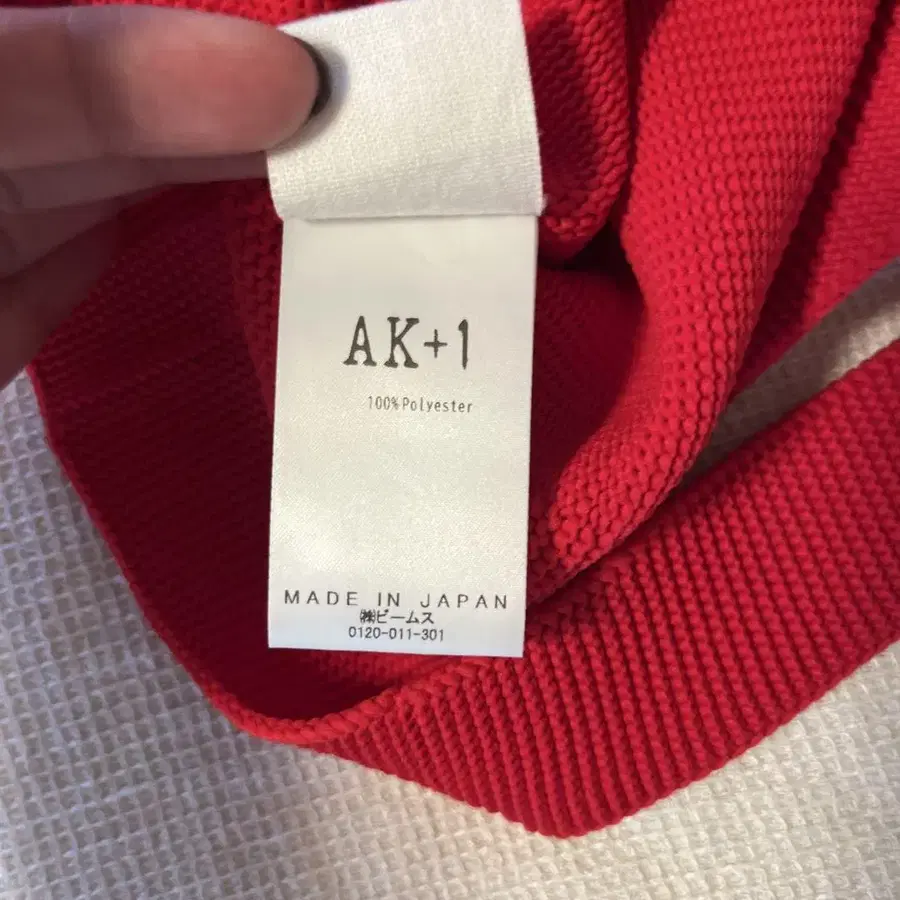 AK+1
100%Polyester
MADE IN JAPAN
㈱ビームス
0120-011-301